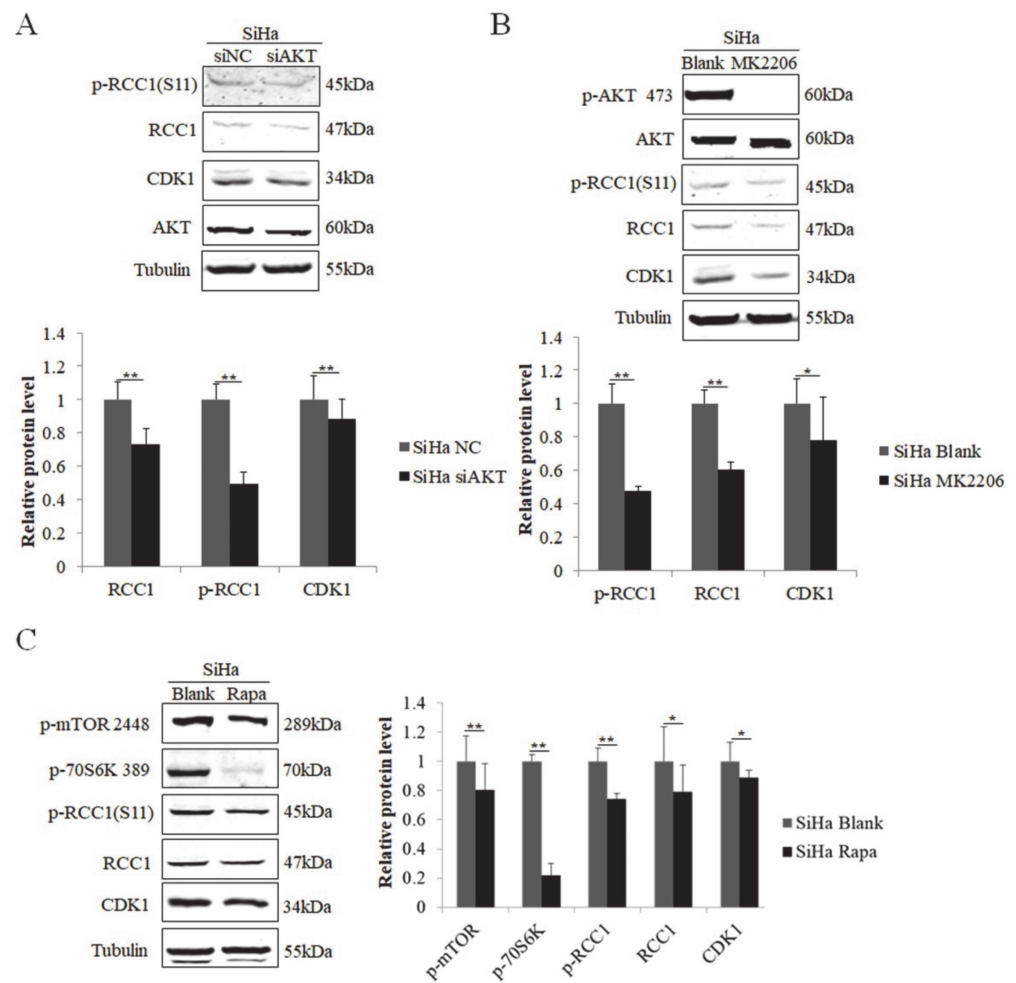 A
SiHa
siNC siAKT
p-RCC1(S11) 45kDa
RCC1 47kDa
CDK1 34kDa
AKT 60kDa
Tubulin 55kDa
Relative protein level
1.4
1.2
1
0.8
0.6
0.4
0.2
0
**
**
**
RCC1 p-RCC1 CDK1
SiHa NC
SiHa siAKT
B
SiHa
Blank MK2206
p-AKT 473 60kDa
AKT 60kDa
p-RCC1(S11) 45kDa
RCC1 47kDa
CDK1 34kDa
Tubulin 55kDa
Relative protein level
1.4
1.2
1
0.8
0.6
0.4
0.2
0
**
**
*
p-RCC1 RCC1 CDK1
SiHa Blank
SiHa MK2206
C
SiHa
Blank Rapa
p-mTOR 2448 289kDa
p-70S6K 389 70kDa
p-RCC1(S11) 45kDa
RCC1 47kDa
CDK1 34kDa
Tubulin 55kDa
Relative protein level
1.4
1.2
1
0.8
0.6
0.4
0.2
0
**
**
**
*
*
p-mTOR p-70S6K p-RCC1 RCC1 CDK1
SiHa Blank
SiHa Rapa